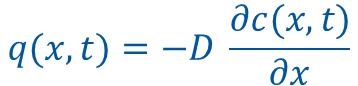 q(x, t) = −D ∂c(x, t)/∂x